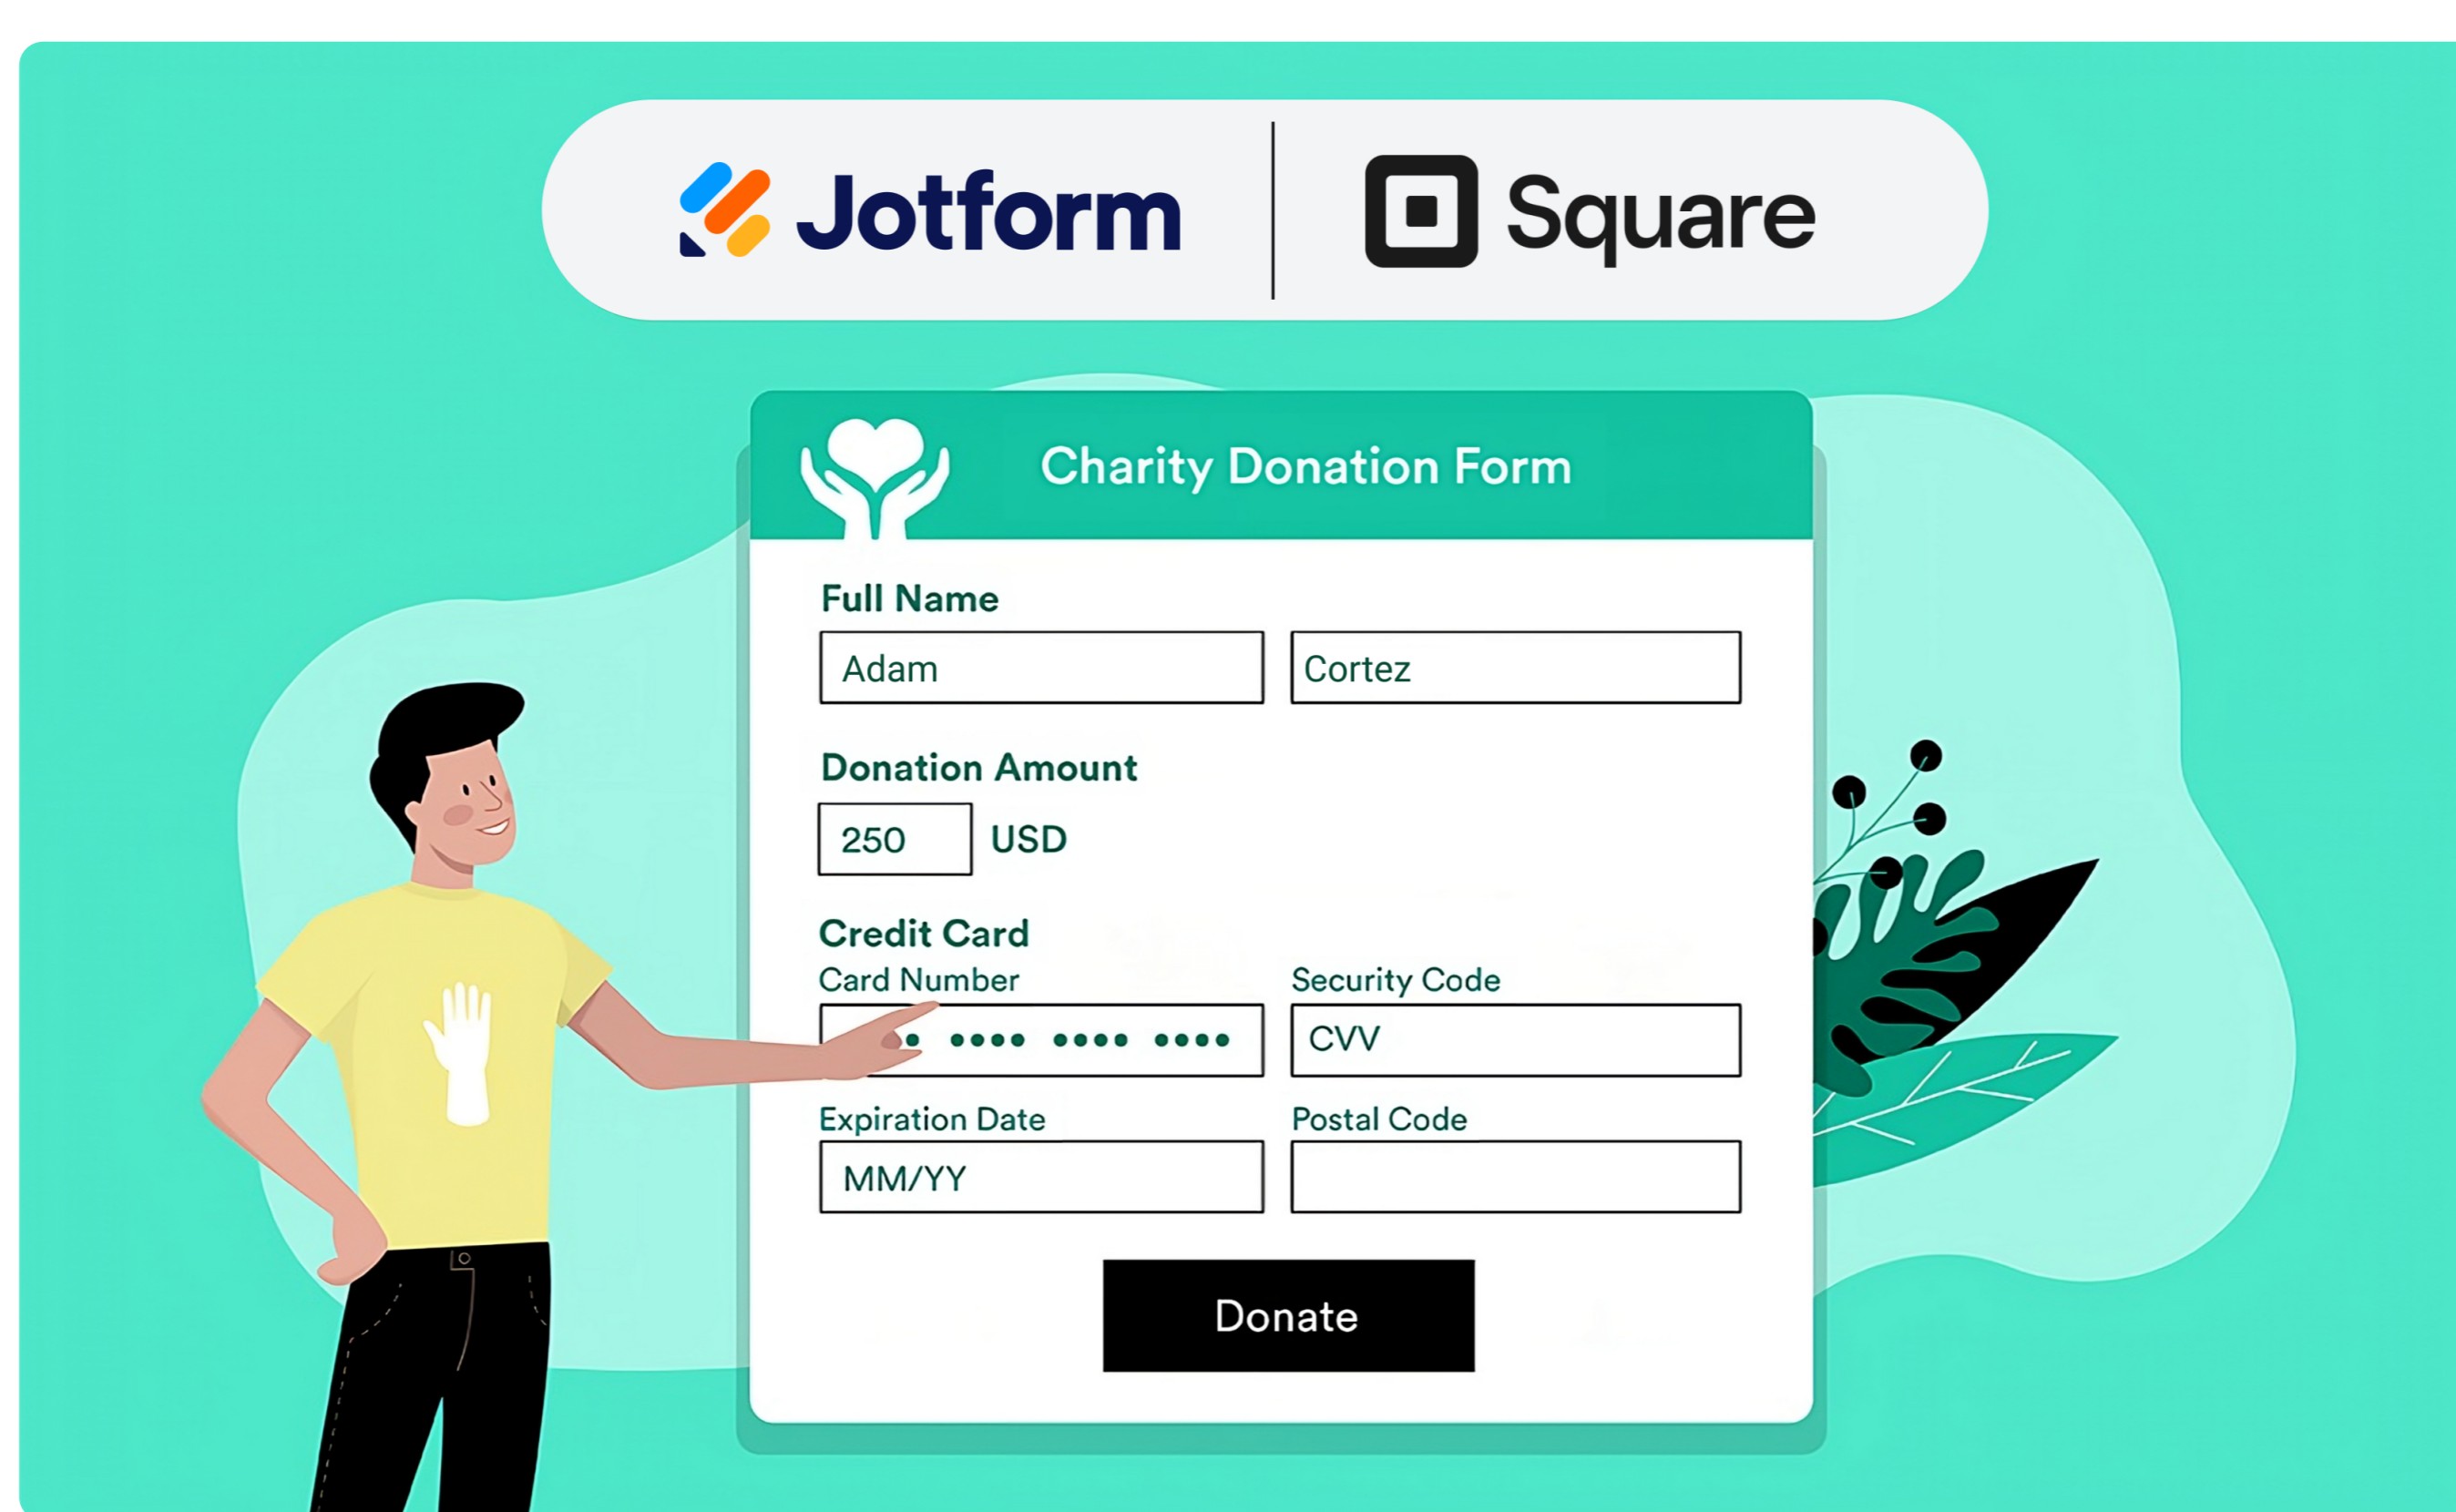 Jotform
Square
Charity Donation Form
Full Name
Adam
Cortez
Donation Amount
250 USD
Credit Card
Card Number
Security Code
•• •••• •••• ••••
CVV
Expiration Date
Postal Code
MM/YY
Donate